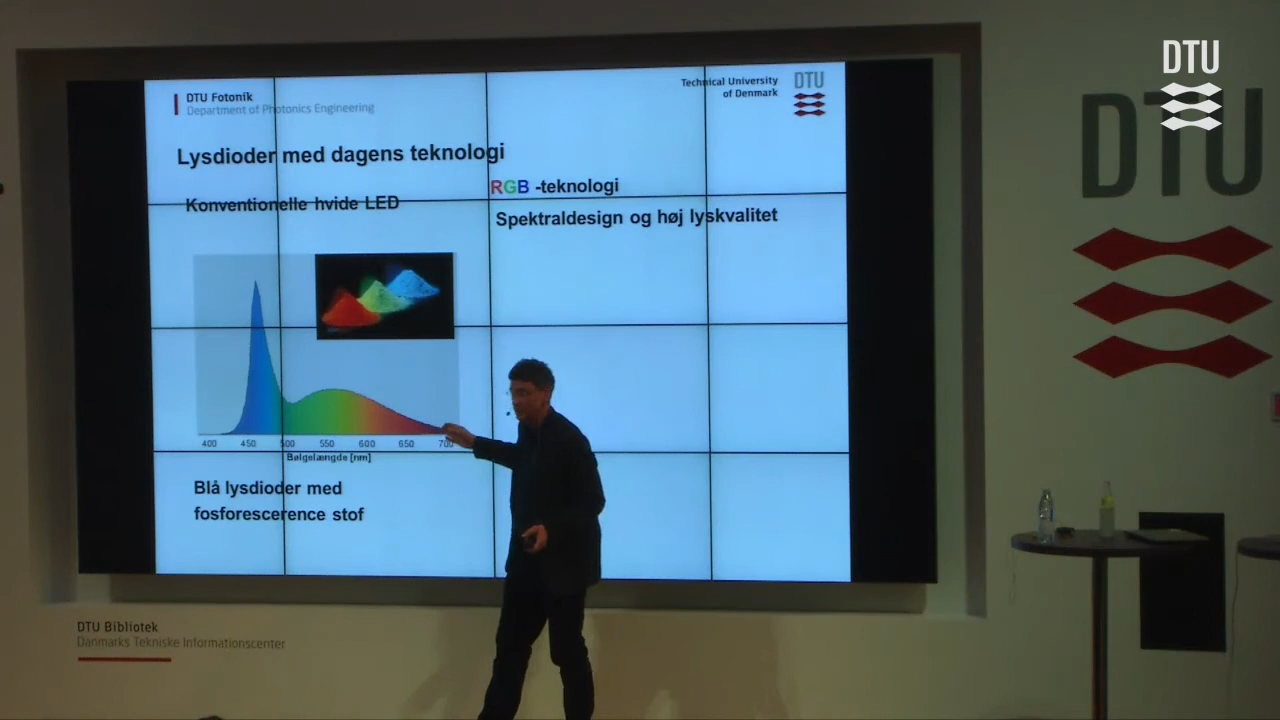 DTU
DTU
DTU Fotonik
Department of Photonics Engineering
Technical University
of Denmark
DTU
Lysdioder med dagens teknologi
RGB -teknologi
Konventionelle hvide LED
Spektraldesign og høj lyskvalitet
400 450 500 550 600 650 700
Bølgelængde [nm]
Blå lysdioder med
fosforescerence stof
DTU Bibliotek
Danmarks Tekniske Informationscenter